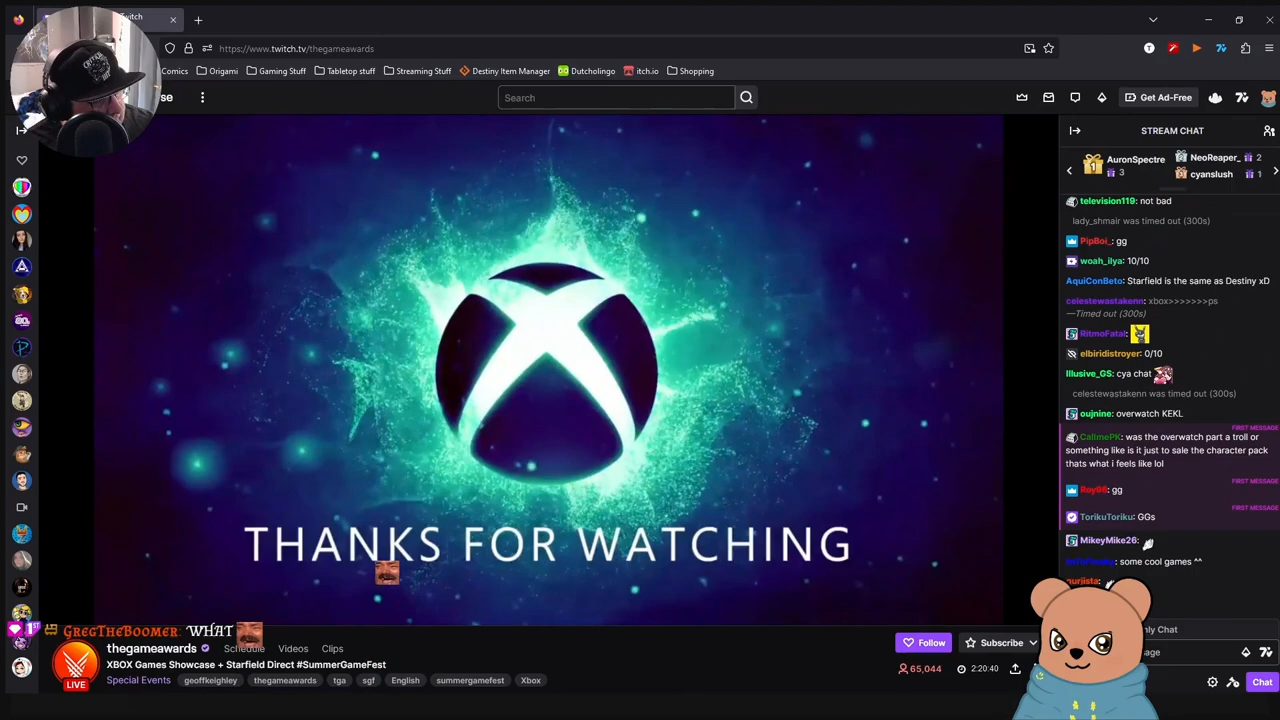 Twitch
https://www.twitch.tv/thegameawards
Comics
Origami
Gaming Stuff
Tabletop stuff
Streaming Stuff
Destiny Item Manager
Dutcholingo
itch.io
Shopping
Search
Get Ad-Free
STREAM CHAT
AuronSpectre
3
NeoReaper_ 2
cyanslush 1
television119: not bad
lady_shmair was timed out (300s)
PipBoi_: gg
woah_ilya: 10/10
AquiConBeto: Starfield is the same as Destiny xD
celestewastakenn: xbox>>>>>>>ps
—Timed out (300s)
RitmoFatal:
elbiridistroyer: 0/10
Illusive_GS: cya chat
celestewastakenn was timed out (300s)
oujnine: overwatch KEKL
FIRST MESSAGE
CallmePK: was the overwatch part a troll or
something like is it just to sale the character pack
thats what i feels like lol
FIRST MESSAGE
Roy96: gg
FIRST MESSAGE
TorikuToriku: GGs
MikeyMike26:
some cool games ^^
THANKS FOR WATCHING
GregTheBoomer: WHAT
thegameawards
Schedule
Videos
Clips
XBOX Games Showcase + Starfield Direct #SummerGameFest
LIVE
Special Events
geoffkeighley
thegameawards
tga
sgf
English
summergamefest
Xbox
Follow
Subscribe
65,044
2:20:40
Chat